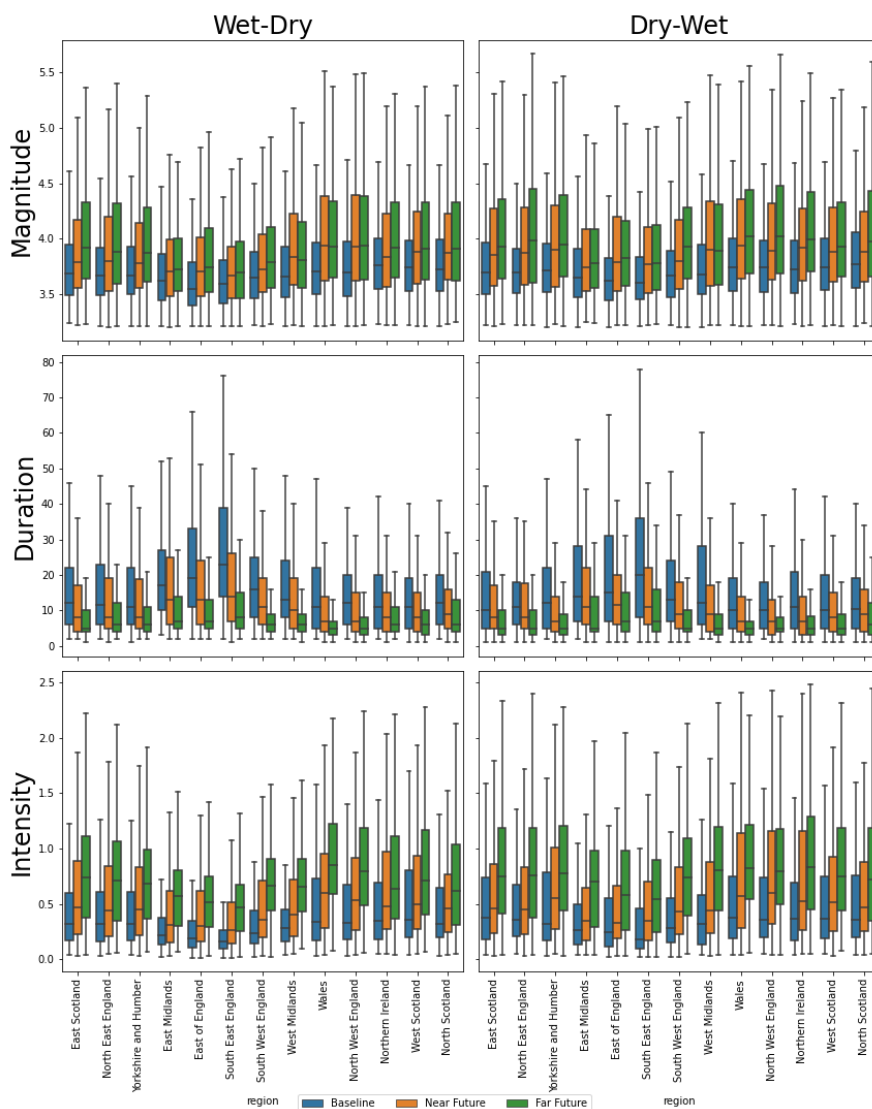 Wet-Dry
Dry-Wet
Magnitude
5.5
5.0
4.5
4.0
3.5
Duration
80
70
60
50
40
30
20
10
0
Intensity
2.5
2.0
1.5
1.0
0.5
0.0
East Scotland
North East England
Yorkshire and Humber
East Midlands
East of England
South East England
South West England
West Midlands
Wales
North West England
Northern Ireland
West Scotland
North Scotland
East Scotland
North East England
Yorkshire and Humber
East Midlands
East of England
South East England
South West England
West Midlands
Wales
North West England
Northern Ireland
West Scotland
North Scotland
region
Baseline
Near Future
Far Future
region